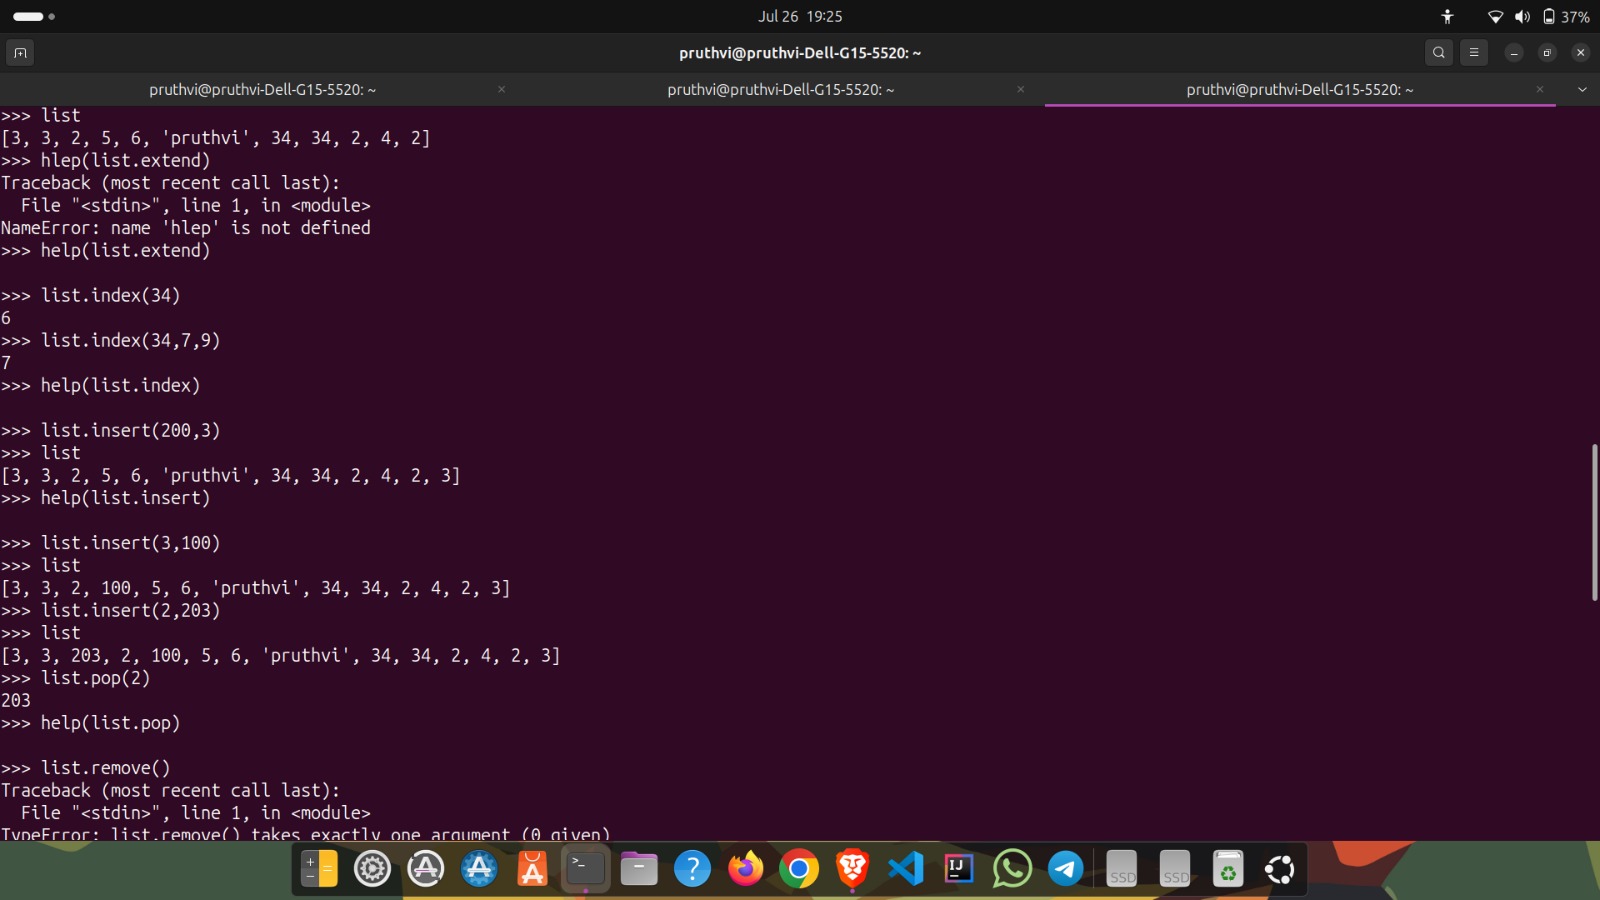 Jul 26 19:25
37%
pruthvi@pruthvi-Dell-G15-5520: ~
pruthvi@pruthvi-Dell-G15-5520: ~
pruthvi@pruthvi-Dell-G15-5520: ~
pruthvi@pruthvi-Dell-G15-5520: ~
>>> list
[3, 3, 2, 5, 6, 'pruthvi', 34, 34, 2, 4, 2]
>>> hlep(list.extend)
Traceback (most recent call last):
  File "<stdin>", line 1, in <module>
NameError: name 'hlep' is not defined
>>> help(list.extend)

>>> list.index(34)
6
>>> list.index(34,7,9)
7
>>> help(list.index)

>>> list.insert(200,3)
>>> list
[3, 3, 2, 5, 6, 'pruthvi', 34, 34, 2, 4, 2, 3]
>>> help(list.insert)

>>> list.insert(3,100)
>>> list
[3, 3, 2, 100, 5, 6, 'pruthvi', 34, 34, 2, 4, 2, 3]
>>> list.insert(2,203)
>>> list
[3, 3, 203, 2, 100, 5, 6, 'pruthvi', 34, 34, 2, 4, 2, 3]
>>> list.pop(2)
203
>>> help(list.pop)

>>> list.remove()
Traceback (most recent call last):
  File "<stdin>", line 1, in <module>
TypeError: list.remove() takes exactly one argument (0 given)
>_
?
IJ
SSD
SSD